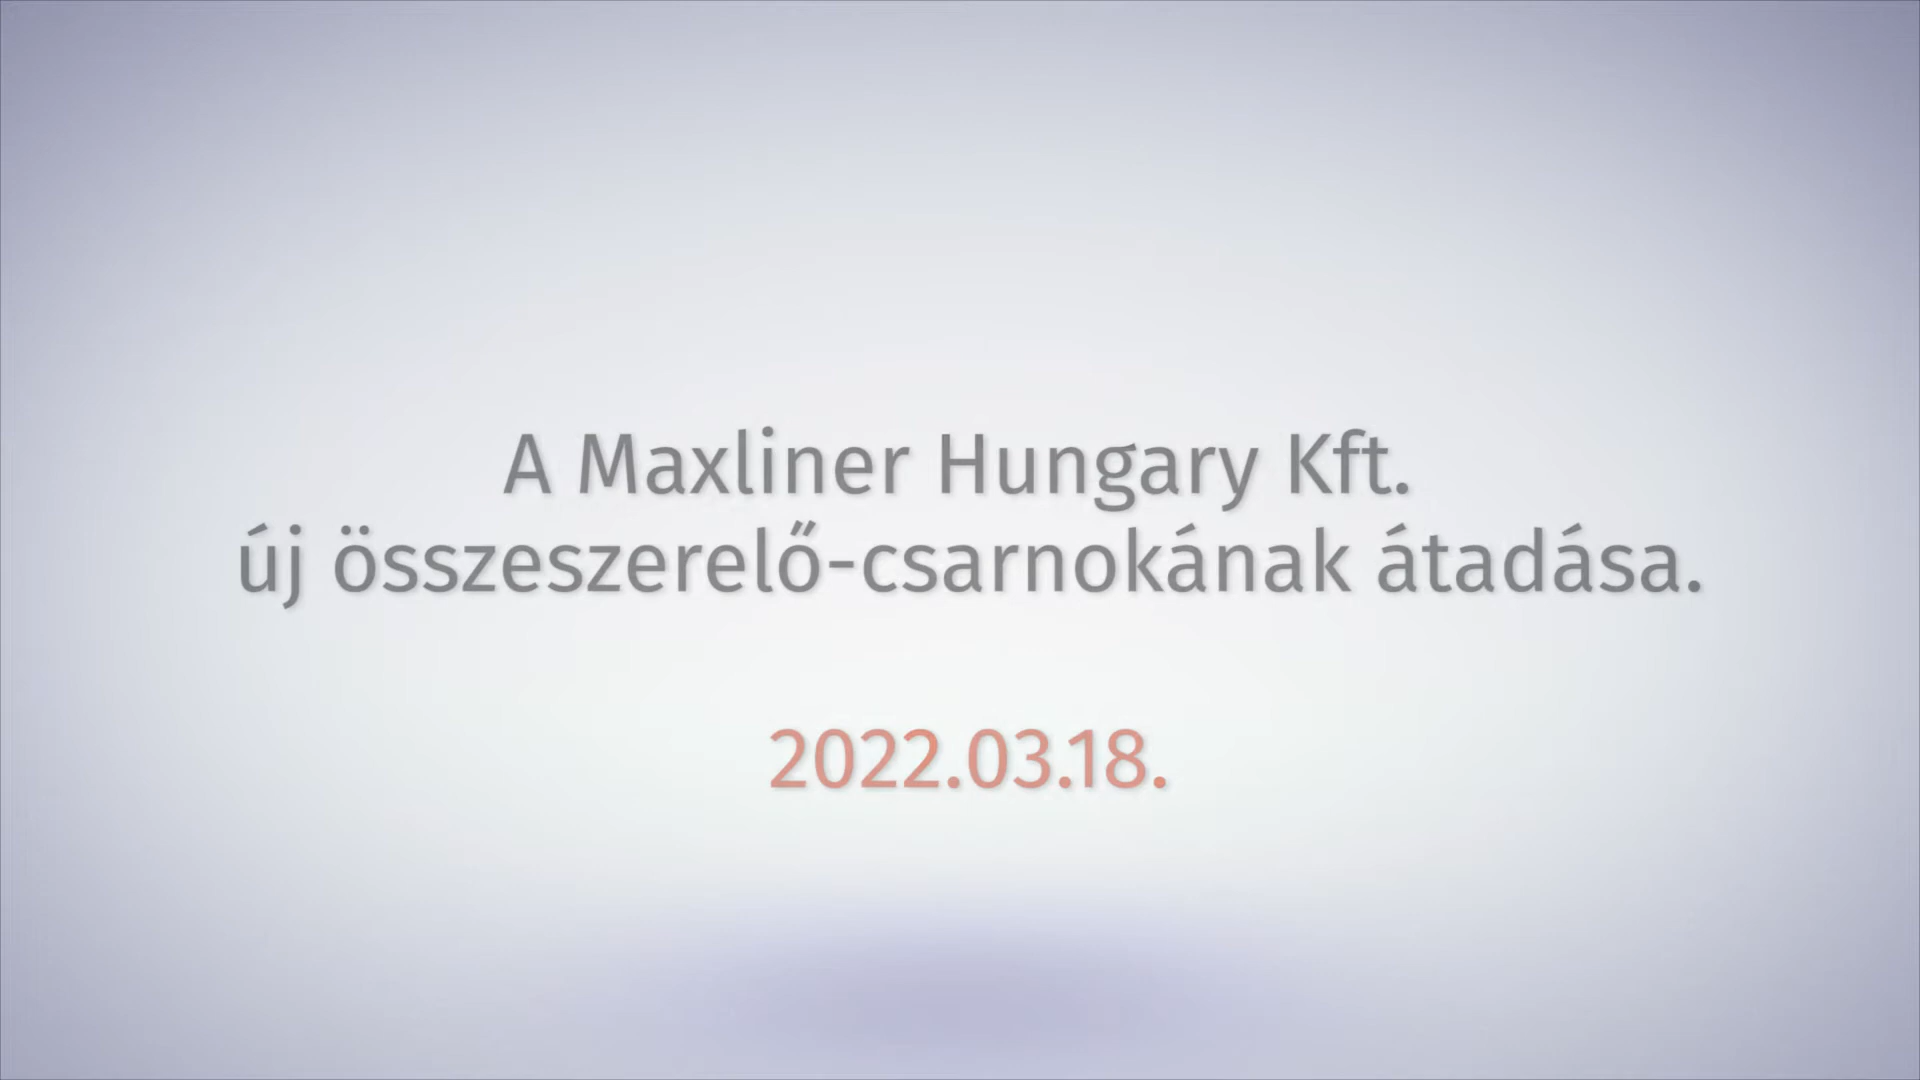 A Maxliner Hungary Kft.
új összeszerelő-csarnokának átadása.
2022.03.18.